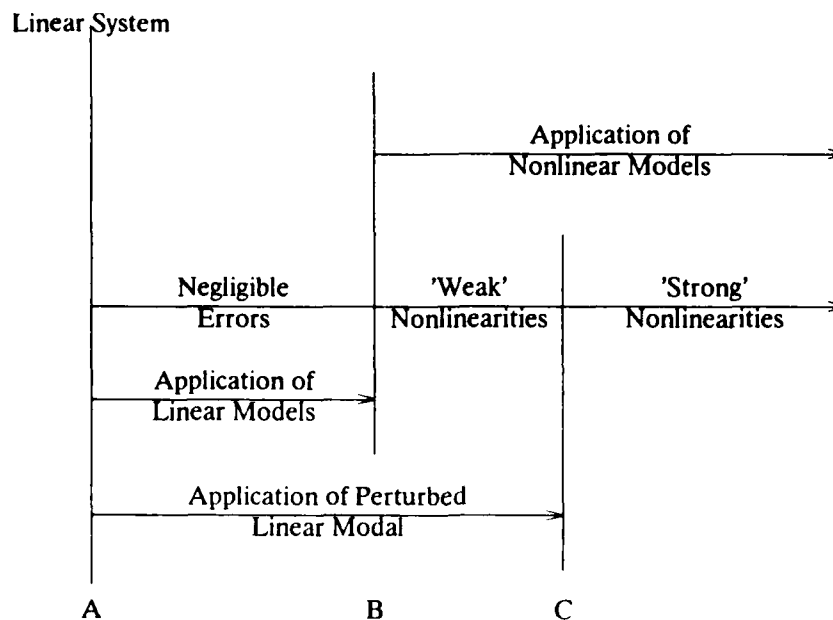 Linear System
Application of
Nonlinear Models
Negligible
Errors
'Weak'
Nonlinearities
'Strong'
Nonlinearities
Application of
Linear Models
Application of Perturbed
Linear Modal
A
B
C